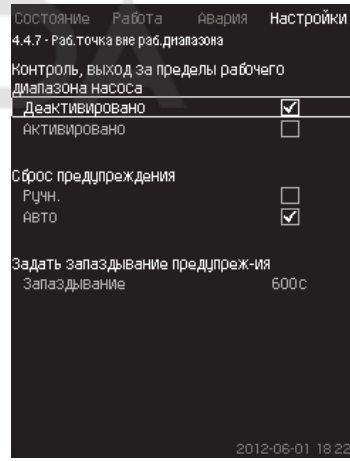 Состояние Работа Авария Настройки
4.4.7 - Раб.точка вне раб.диапазона
Контроль, выход за пределы рабочего
диапазона насоса
Деактивировано
Активировано
Сброс предупреждения
Ручн.
Авто
Задать запаздывание предупреж-ия
Запаздывание 600с
2012-06-01 18:22